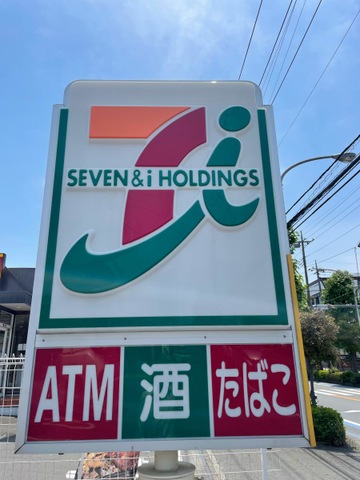 SEVEN & i HOLDINGS
ATM 酒 たばこ